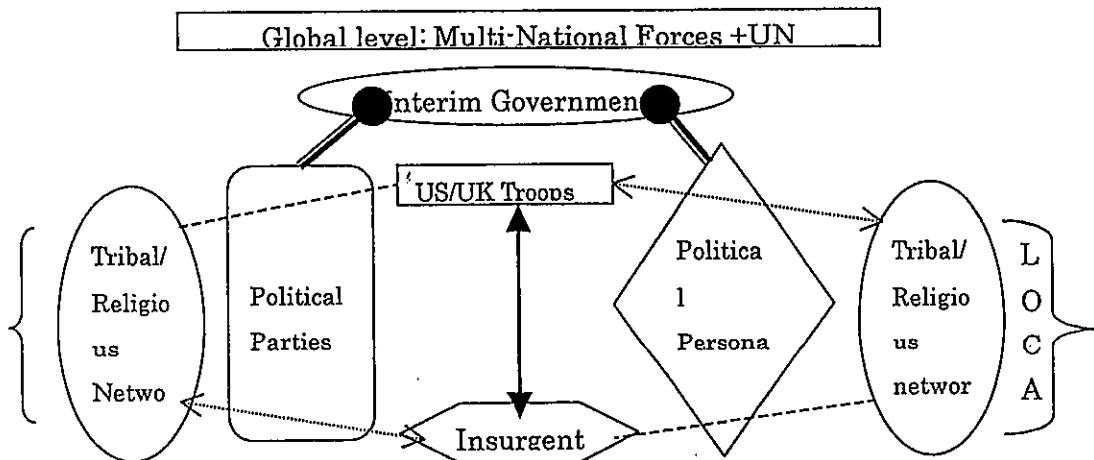 Global level: Multi-National Forces +UN
Interim Governmen
US/UK Troops
Tribal/
Religio
us
Netwo
Political
Parties
Politica
l
Persona
Tribal/
Religio
us
networ
L
O
C
A
Insurgent